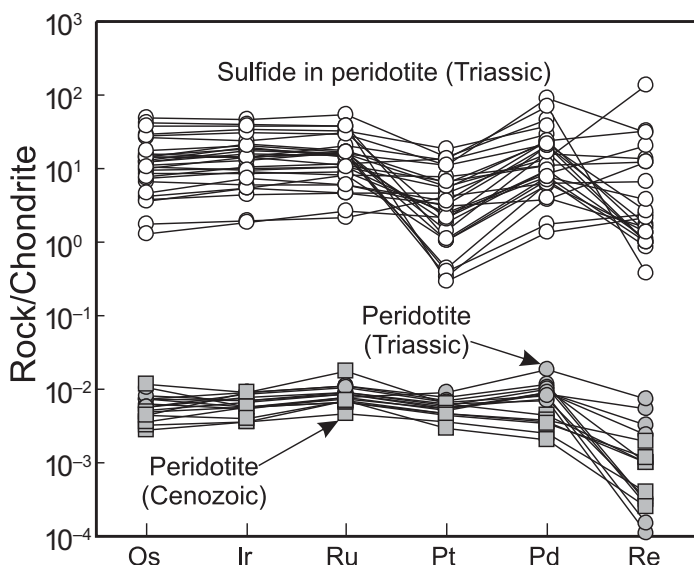 10³
Sulfide in peridotite (Triassic)
10²
10¹
10⁰
10⁻¹
10⁻²
10⁻³
10⁻⁴
Rock/Chondrite
Peridotite
(Triassic)
Peridotite
(Cenozoic)
Os Ir Ru Pt Pd Re